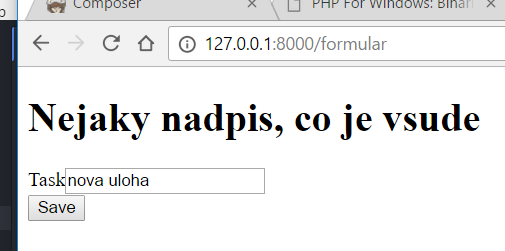 Composer PHP For Windows: Binari
127.0.0.1:8000/formular
Nejaky nadpis, co je vsude
Task nova uloha
Save